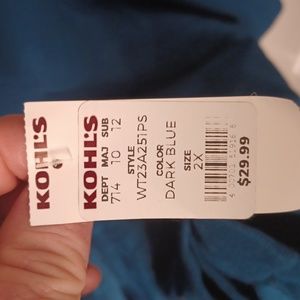 KOHL'S
KOHL'S
DEPT MAJ SUB
714 10 12
STYLE
WT23A251PS
COLOR
DARK BLUE
SIZE
2X
$29.99